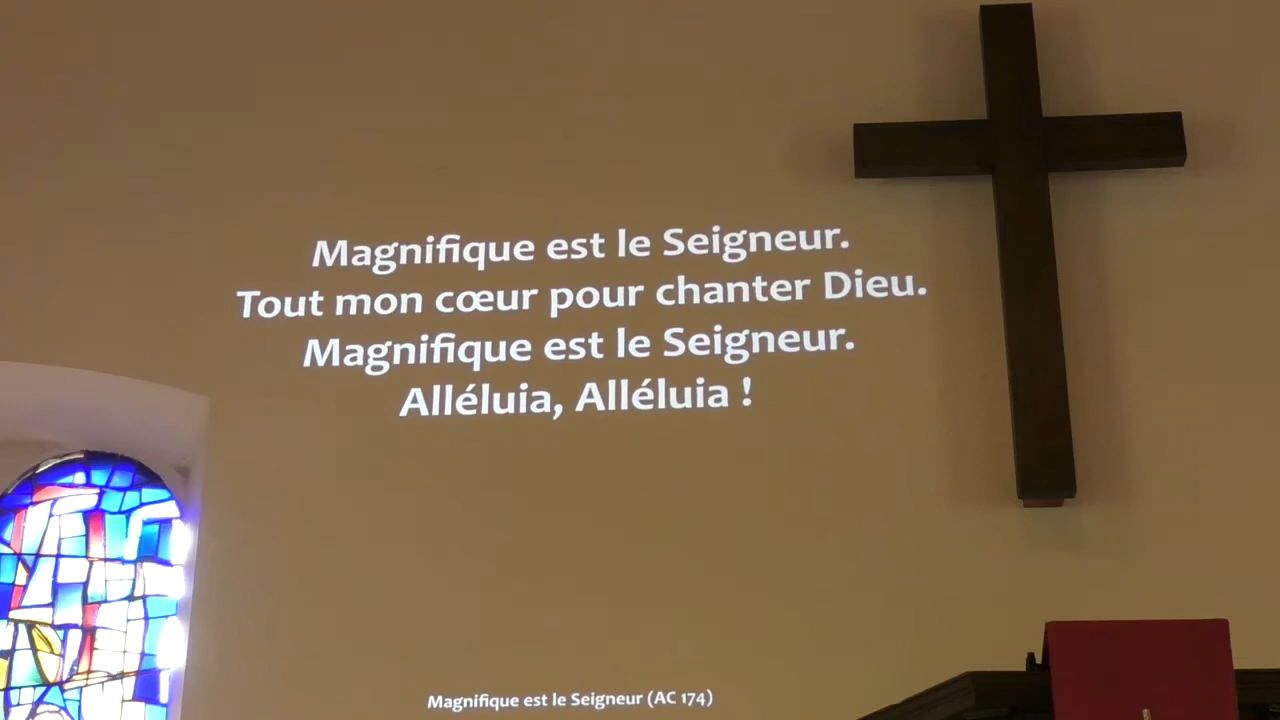 Magnifique est le Seigneur.
Tout mon cœur pour chanter Dieu.
Magnifique est le Seigneur.
Alléluia, Alléluia !
Magnifique est le Seigneur (AC 174)